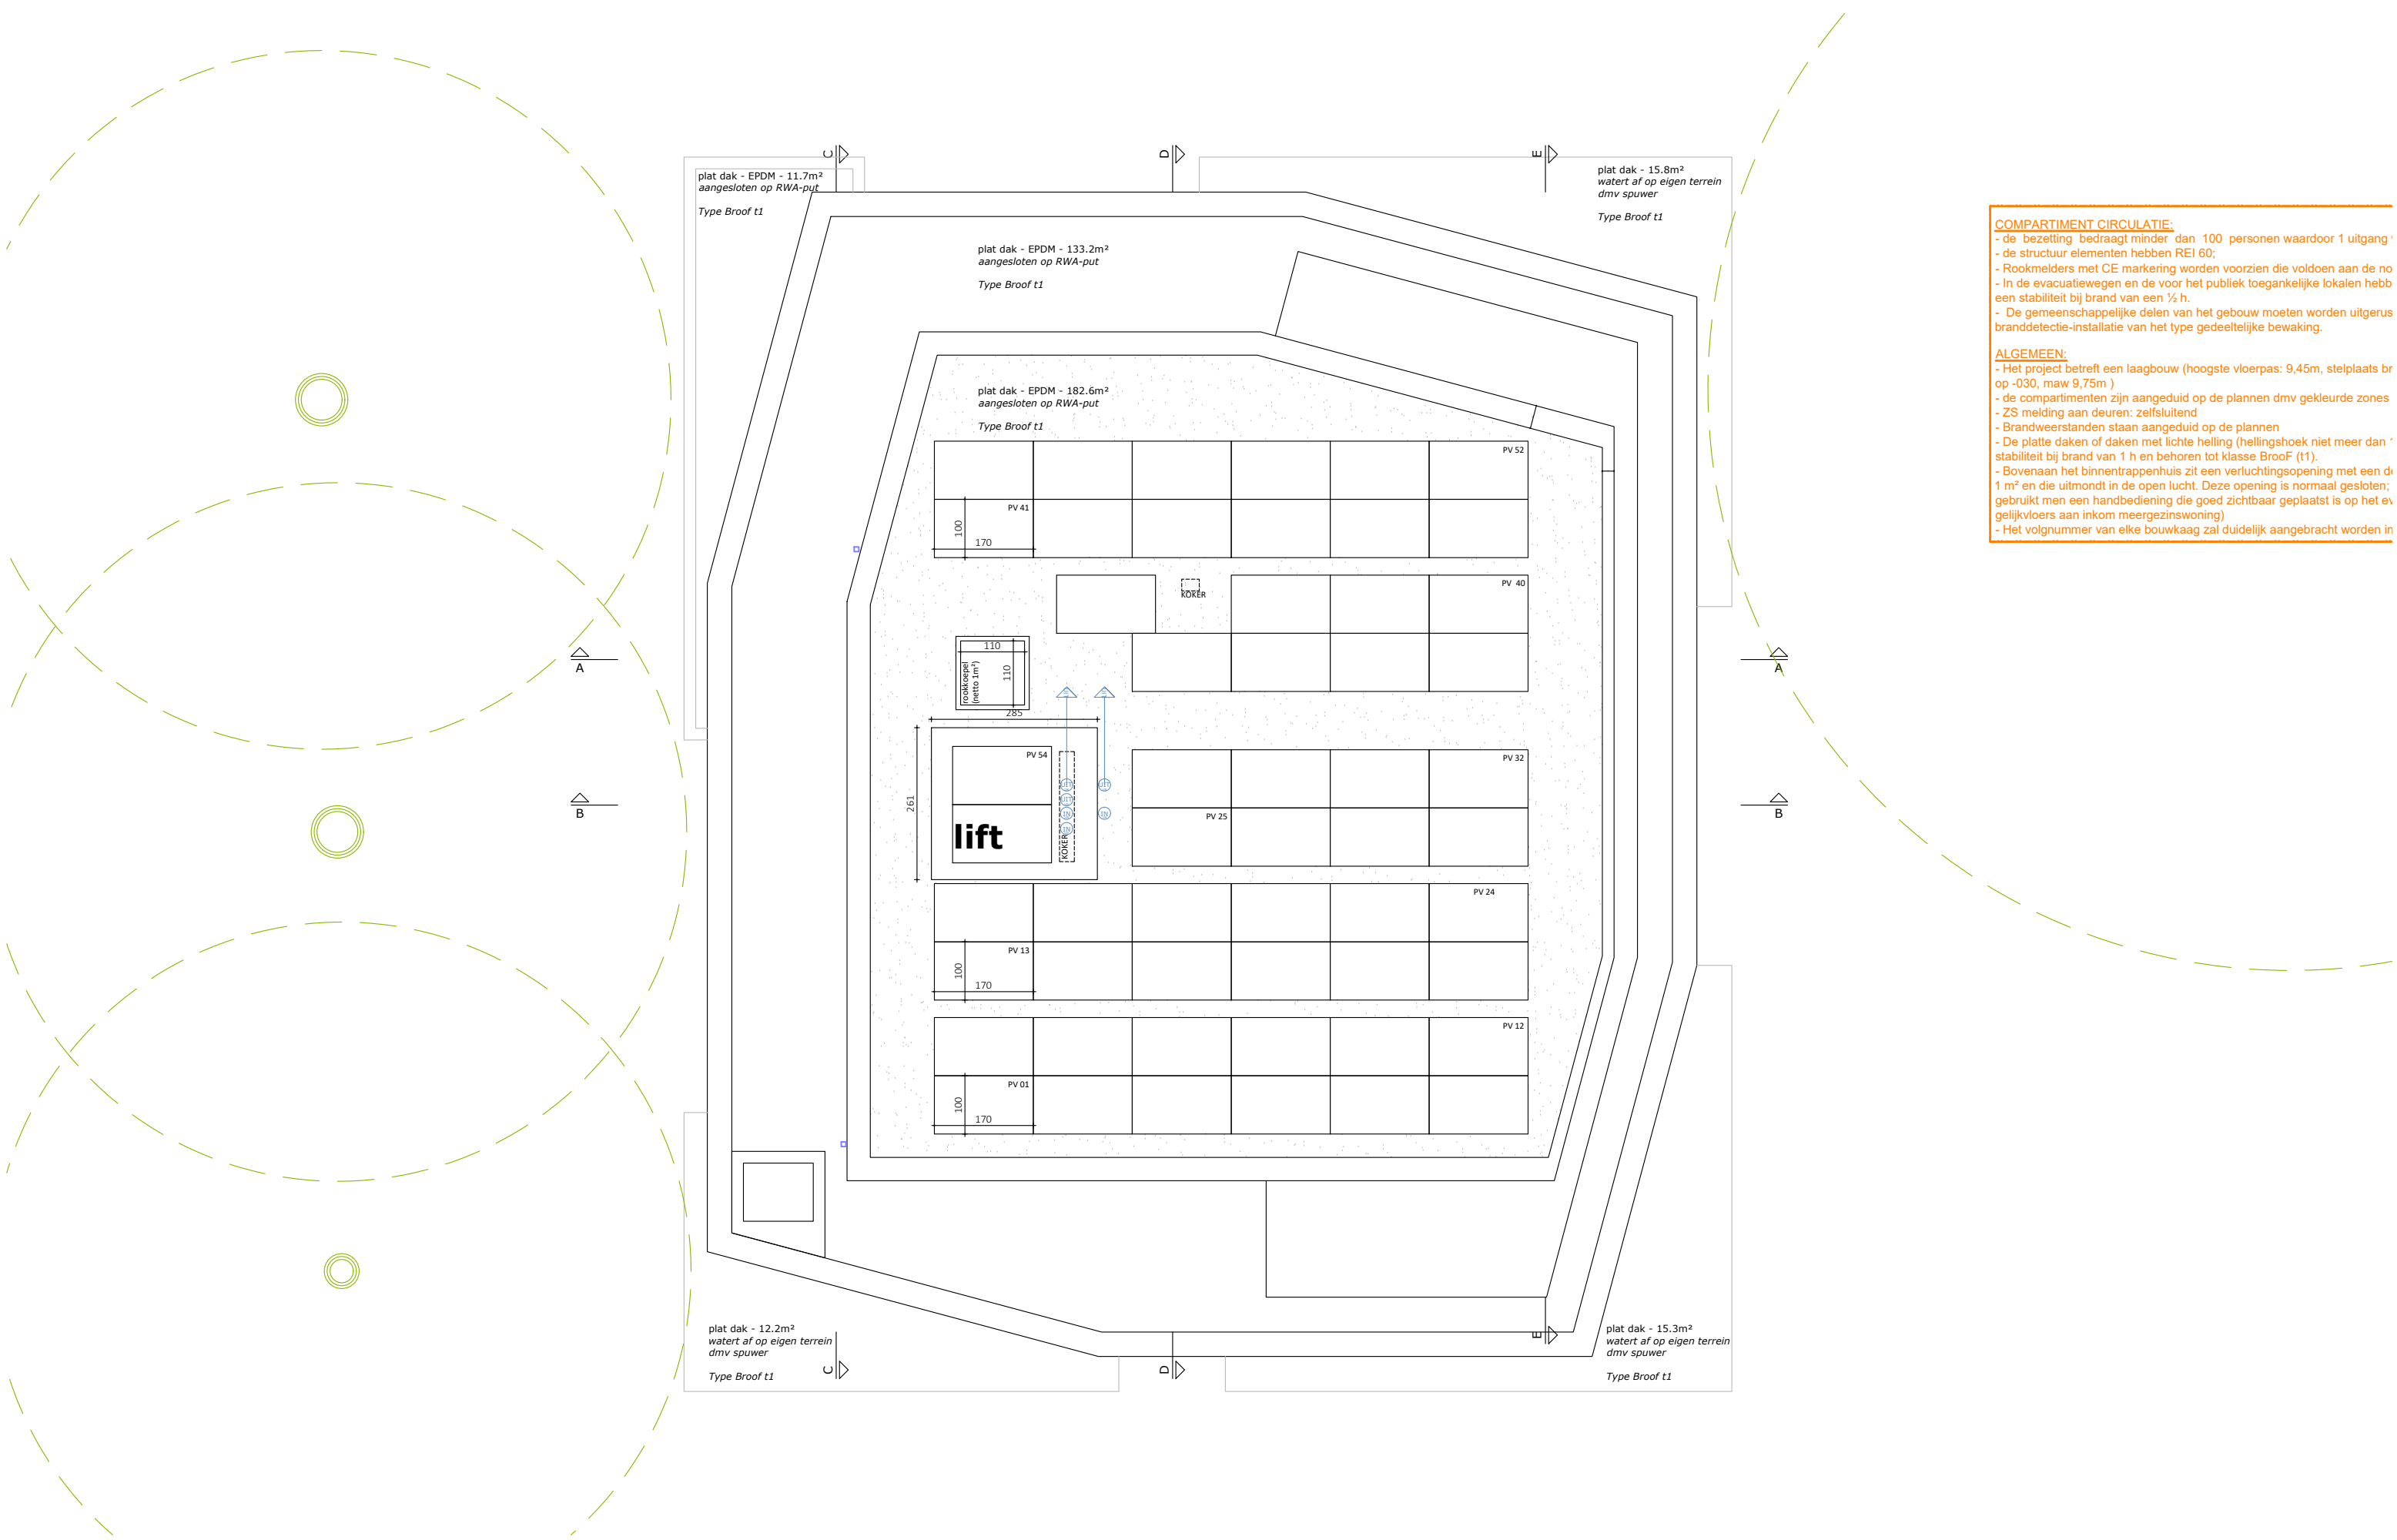 C
D
E
plat dak - EPDM - 11.7m²
aangesloten op RWA-put
Type Broof t1
plat dak - 15.8m²
watert af op eigen terrein
dmv spuwer
Type Broof t1
plat dak - EPDM - 133.2m²
aangesloten op RWA-put
Type Broof t1
COMPARTIMENT CIRCULATIE:
- de bezetting bedraagt minder dan 100 personen waardoor 1 uitgang
- de structuur elementen hebben REI 60;
- Rookmelders met CE markering worden voorzien die voldoen aan de no
- In de evacuatiewegen en de voor het publiek toegankelijke lokalen hebb
een stabiliteit bij brand van een ½ h.
- De gemeenschappelijke delen van het gebouw moeten worden uitgerus
branddetectie-installatie van het type gedeeltelijke bewaking.
ALGEMEEN:
- Het project betreft een laagbouw (hoogste vloerpas: 9,45m, stelplaats br
op -030, maw 9,75m )
- de compartimenten zijn aangeduid op de plannen dmv gekleurde zones
- ZS melding aan deuren: zelfsluitend
- Brandweerstanden staan aangeduid op de plannen
- De platte daken of daken met lichte helling (hellingshoek niet meer dan
stabiliteit bij brand van 1 h en behoren tot klasse BrooF (t1).
- Bovenaan het binnentrappenhuis zit een verluchtingsopening met een d
1 m² en die uitmondt in de open lucht. Deze opening is normaal gesloten;
gebruikt men een handbediening die goed zichtbaar geplaatst is op het ev
gelijkvloers aan inkom meergezinswoning)
- Het volgnummer van elke bouwkaag zal duidelijk aangebracht worden in
plat dak - EPDM - 182.6m²
aangesloten op RWA-put
Type Broof t1
PV 52
PV 41
100
170
PV 40
KOKER
A
110
110
rookkoepel
(netto 1m²)
A
285
PV 54
PV 32
261
UIT
UIT
UIT
IN
IN
IN
B
PV 25
B
lift
KOKER
PV 24
PV 13
100
170
PV 12
PV 01
100
170
plat dak - 12.2m²
watert af op eigen terrein
dmv spuwer
Type Broof t1
C
D
E
plat dak - 15.3m²
watert af op eigen terrein
dmv spuwer
Type Broof t1